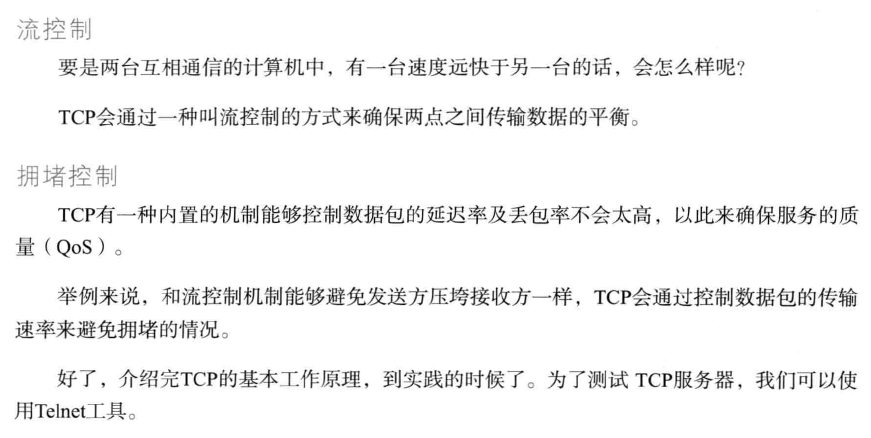 流控制
要是两台互相通信的计算机中，有一台速度远快于另一台的话，会怎么样呢？
TCP会通过一种叫流控制的方式来确保两点之间传输数据的平衡。
拥堵控制
TCP有一种内置的机制能够控制数据包的延迟率及丢包率不会太高，以此来确保服务的质
量（QoS）。
举例来说，和流控制机制能够避免发送方压垮接收方一样，TCP会通过控制数据包的传输
速率来避免拥堵的情况。
好了，介绍完TCP的基本工作原理，到实践的时候了。为了测试 TCP服务器，我们可以使
用Telnet工具。